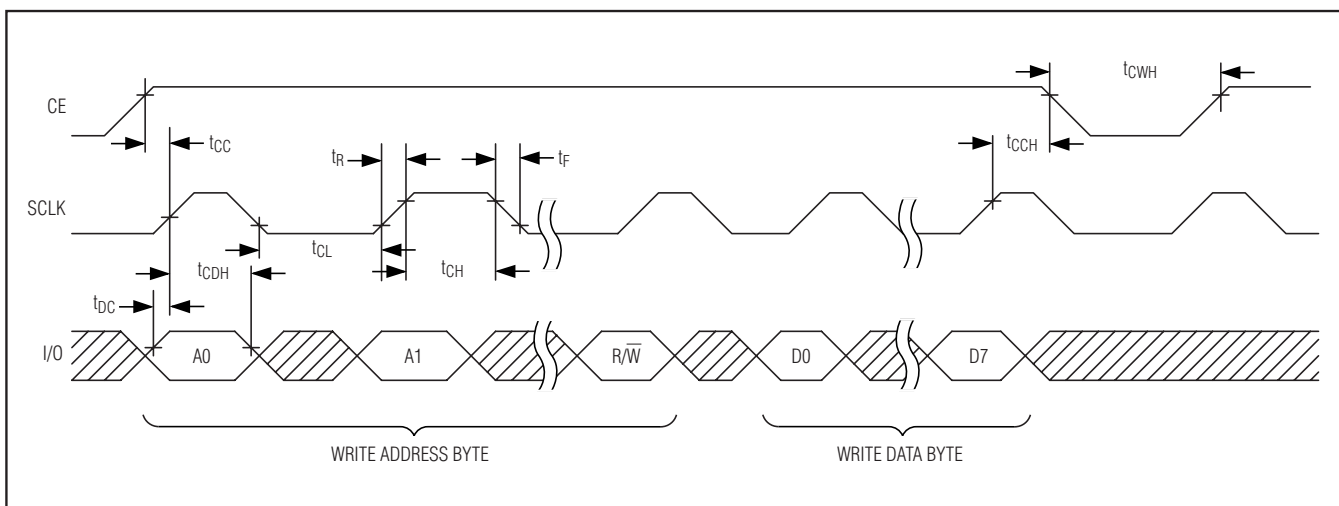 CE
tCWH
tCC
tR
tF
tCCH
SCLK
tCL
tCDH
tCH
tDC
I/O
A0
A1
R/W̅
D0
D7
WRITE ADDRESS BYTE
WRITE DATA BYTE